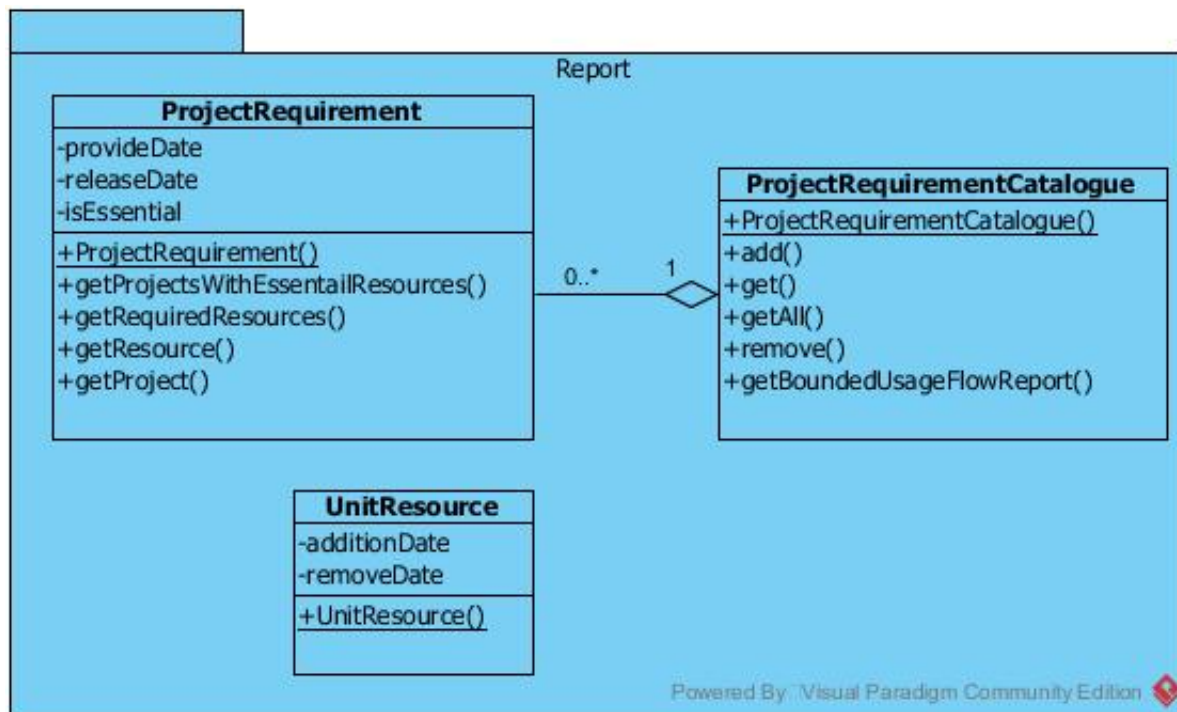 Report
ProjectRequirement
-provideDate
-releaseDate
-isEssential
+ProjectRequirement()
+getProjectsWithEssentailResources()
+getRequiredResources()
+getResource()
+getProject()
0..*
1
ProjectRequirementCatalogue
+ProjectRequirementCatalogue()
+add()
+get()
+getAll()
+remove()
+getBoundedUsageFlowReport()
UnitResource
-additionDate
-removeDate
+UnitResource()
Powered By Visual Paradigm Community Edition